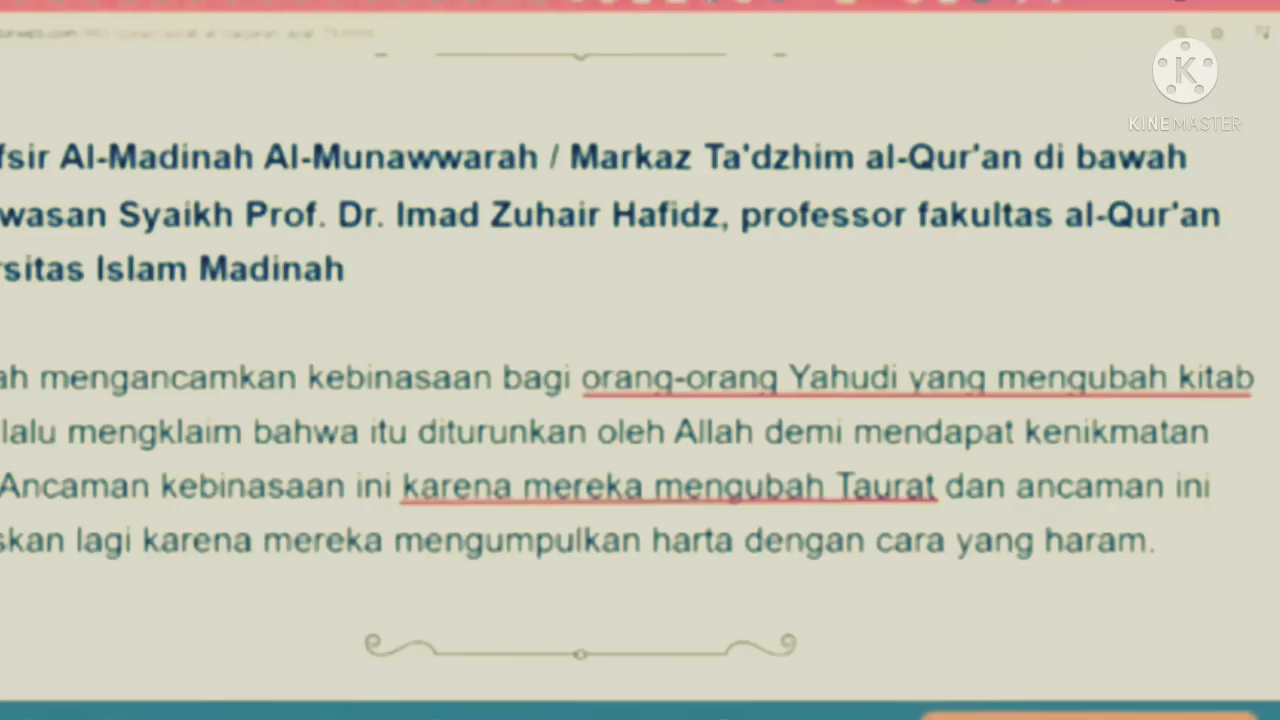 KINEMASTER
fsir Al-Madinah Al-Munawwarah / Markaz Ta'dzhim al-Qur'an di bawah
wasan Syaikh Prof. Dr. Imad Zuhair Hafidz, professor fakultas al-Qur'an
rsitas Islam Madinah
ah mengancamkan kebinasaan bagi orang-orang Yahudi yang mengubah kitab
lalu mengklaim bahwa itu diturunkan oleh Allah demi mendapat kenikmatan
Ancaman kebinasaan ini karena mereka mengubah Taurat dan ancaman ini
skan lagi karena mereka mengumpulkan harta dengan cara yang haram.